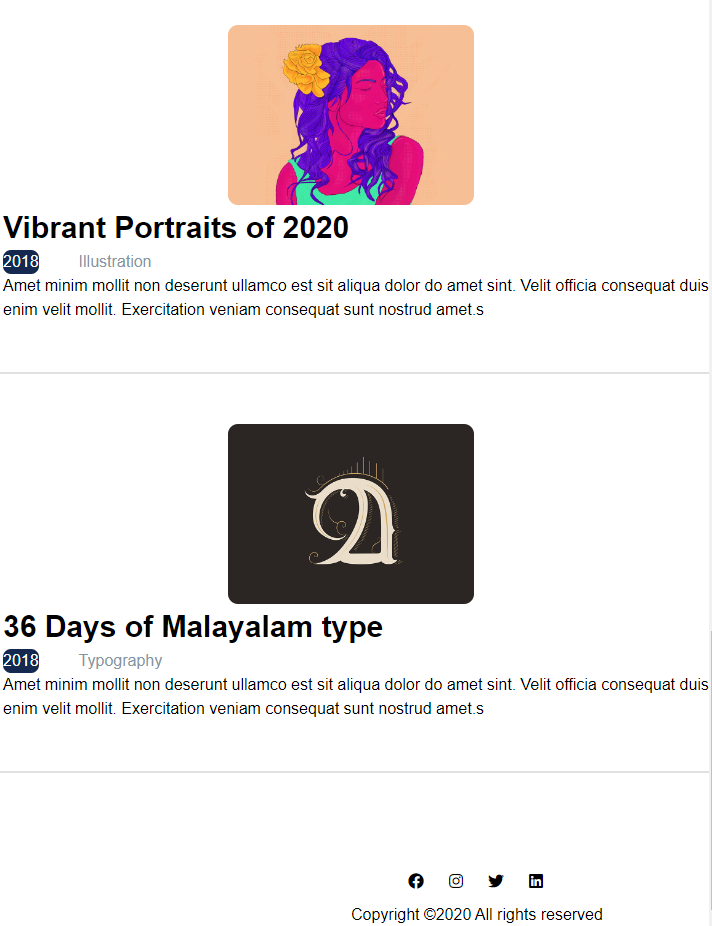 Vibrant Portraits of 2020
2018 Illustration
Amet minim mollit non deserunt ullamco est sit aliqua dolor do amet sint. Velit officia consequat duis
enim velit mollit. Exercitation veniam consequat sunt nostrud amet.s
അ
36 Days of Malayalam type
2018 Typography
Amet minim mollit non deserunt ullamco est sit aliqua dolor do amet sint. Velit officia consequat duis
enim velit mollit. Exercitation veniam consequat sunt nostrud amet.s
Copyright ©2020 All rights reserved